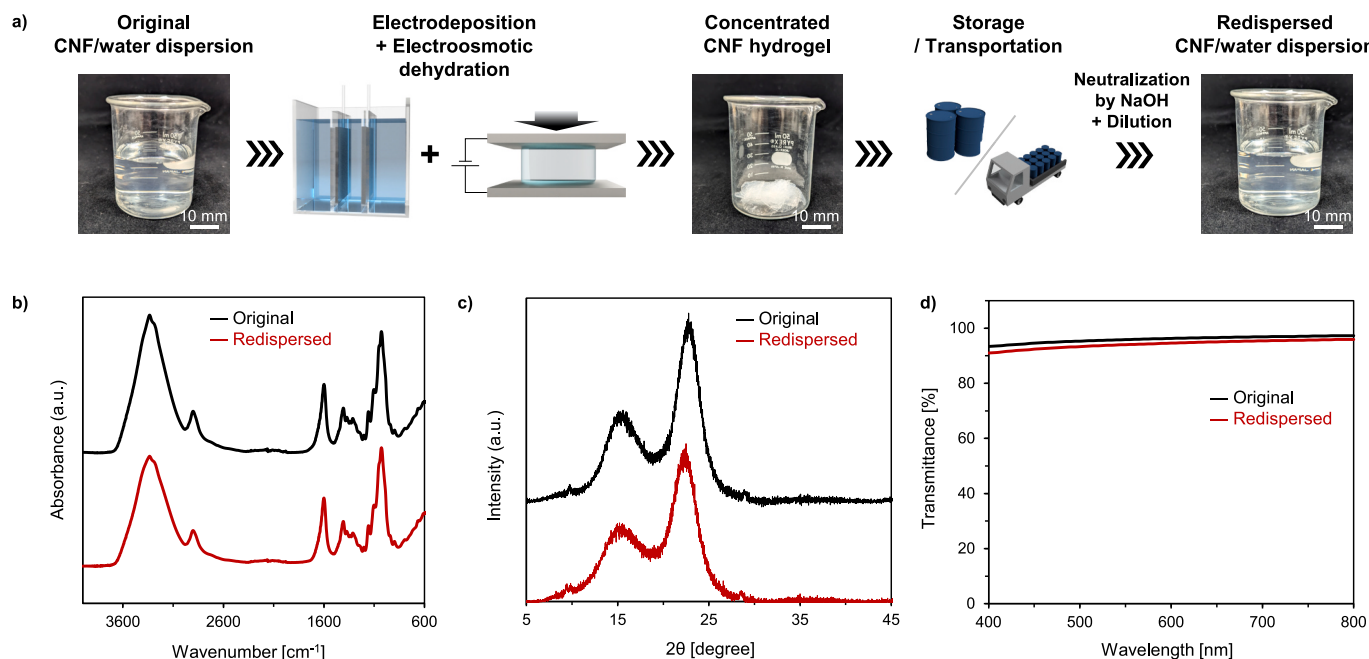 a)
Original
CNF/water dispersion
Electrodeposition
+ Electroosmotic
dehydration
Concentrated
CNF hydrogel
Storage
/ Transportation
Redispersed
CNF/water dispersion
Neutralization
by NaOH
+ Dilution
+
10 mm
50 ml
PYREX®
10 mm
10 mm
b)
Original
Redispersed
Absorbance (a.u.)
3600 2600 1600 600
Wavenumber [cm⁻¹]
c)
Original
Redispersed
Intensity (a.u.)
5 15 25 35 45
2θ [degree]
d)
100
80
60
40
20
0
Original
Redispersed
Transmittance [%]
400 500 600 700 800
Wavelength [nm]